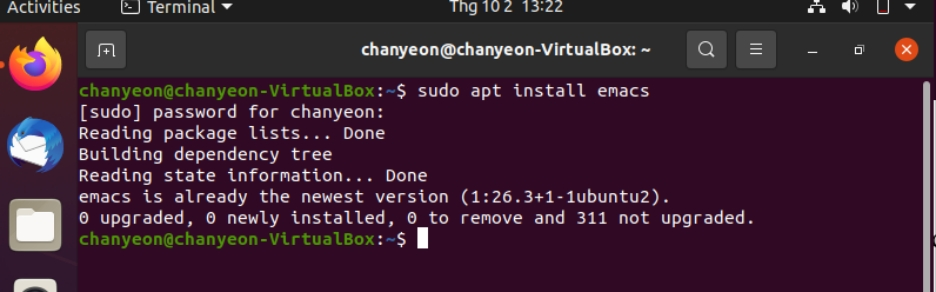 Activities Terminal Thg 10 2 13:22
chanyeon@chanyeon-VirtualBox: ~
chanyeon@chanyeon-VirtualBox:~$ sudo apt install emacs
[sudo] password for chanyeon:
Reading package lists... Done
Building dependency tree
Reading state information... Done
emacs is already the newest version (1:26.3+1-1ubuntu2).
0 upgraded, 0 newly installed, 0 to remove and 311 not upgraded.
chanyeon@chanyeon-VirtualBox:~$